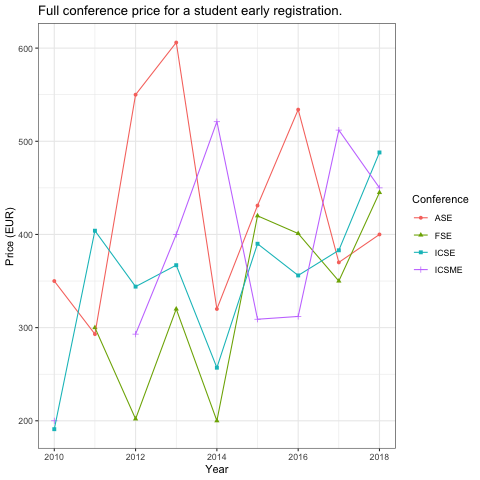 Full conference price for a student early registration.
600
500
400
300
200
Price (EUR)
2010 2012 2014 2016 2018
Year
Conference
ASE
FSE
ICSE
ICSME